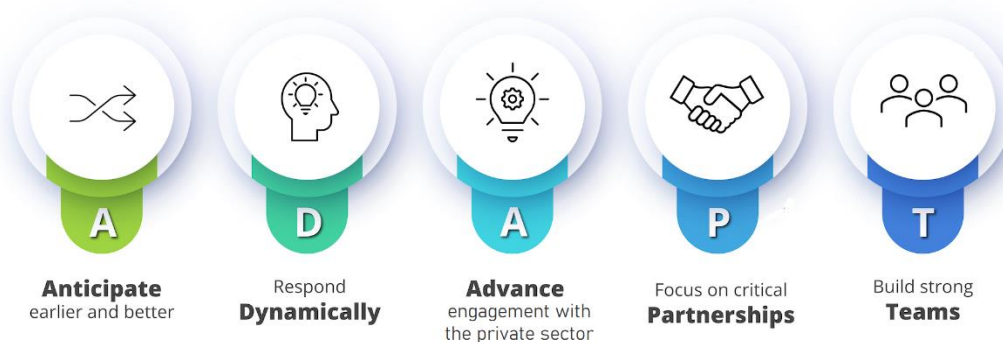 A
D
A
P
T
Anticipate
earlier and better
Respond
Dynamically
Advance
engagement with
the private sector
Focus on critical
Partnerships
Build strong
Teams